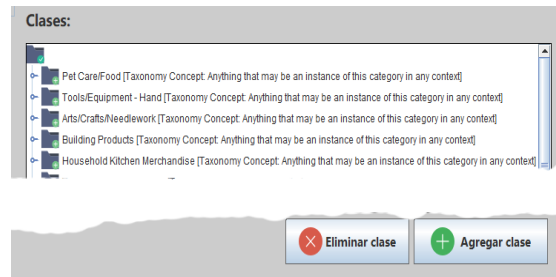 Clases:
Pet Care/Food [Taxonomy Concept: Anything that may be an instance of this category in any context]
Tools/Equipment - Hand [Taxonomy Concept: Anything that may be an instance of this category in any context]
Arts/Crafts/Needlework [Taxonomy Concept: Anything that may be an instance of this category in any context]
Building Products [Taxonomy Concept: Anything that may be an instance of this category in any context]
Household Kitchen Merchandise [Taxonomy Concept: Anything that may be an instance of this category in any context]
Eliminar clase
Agregar clase